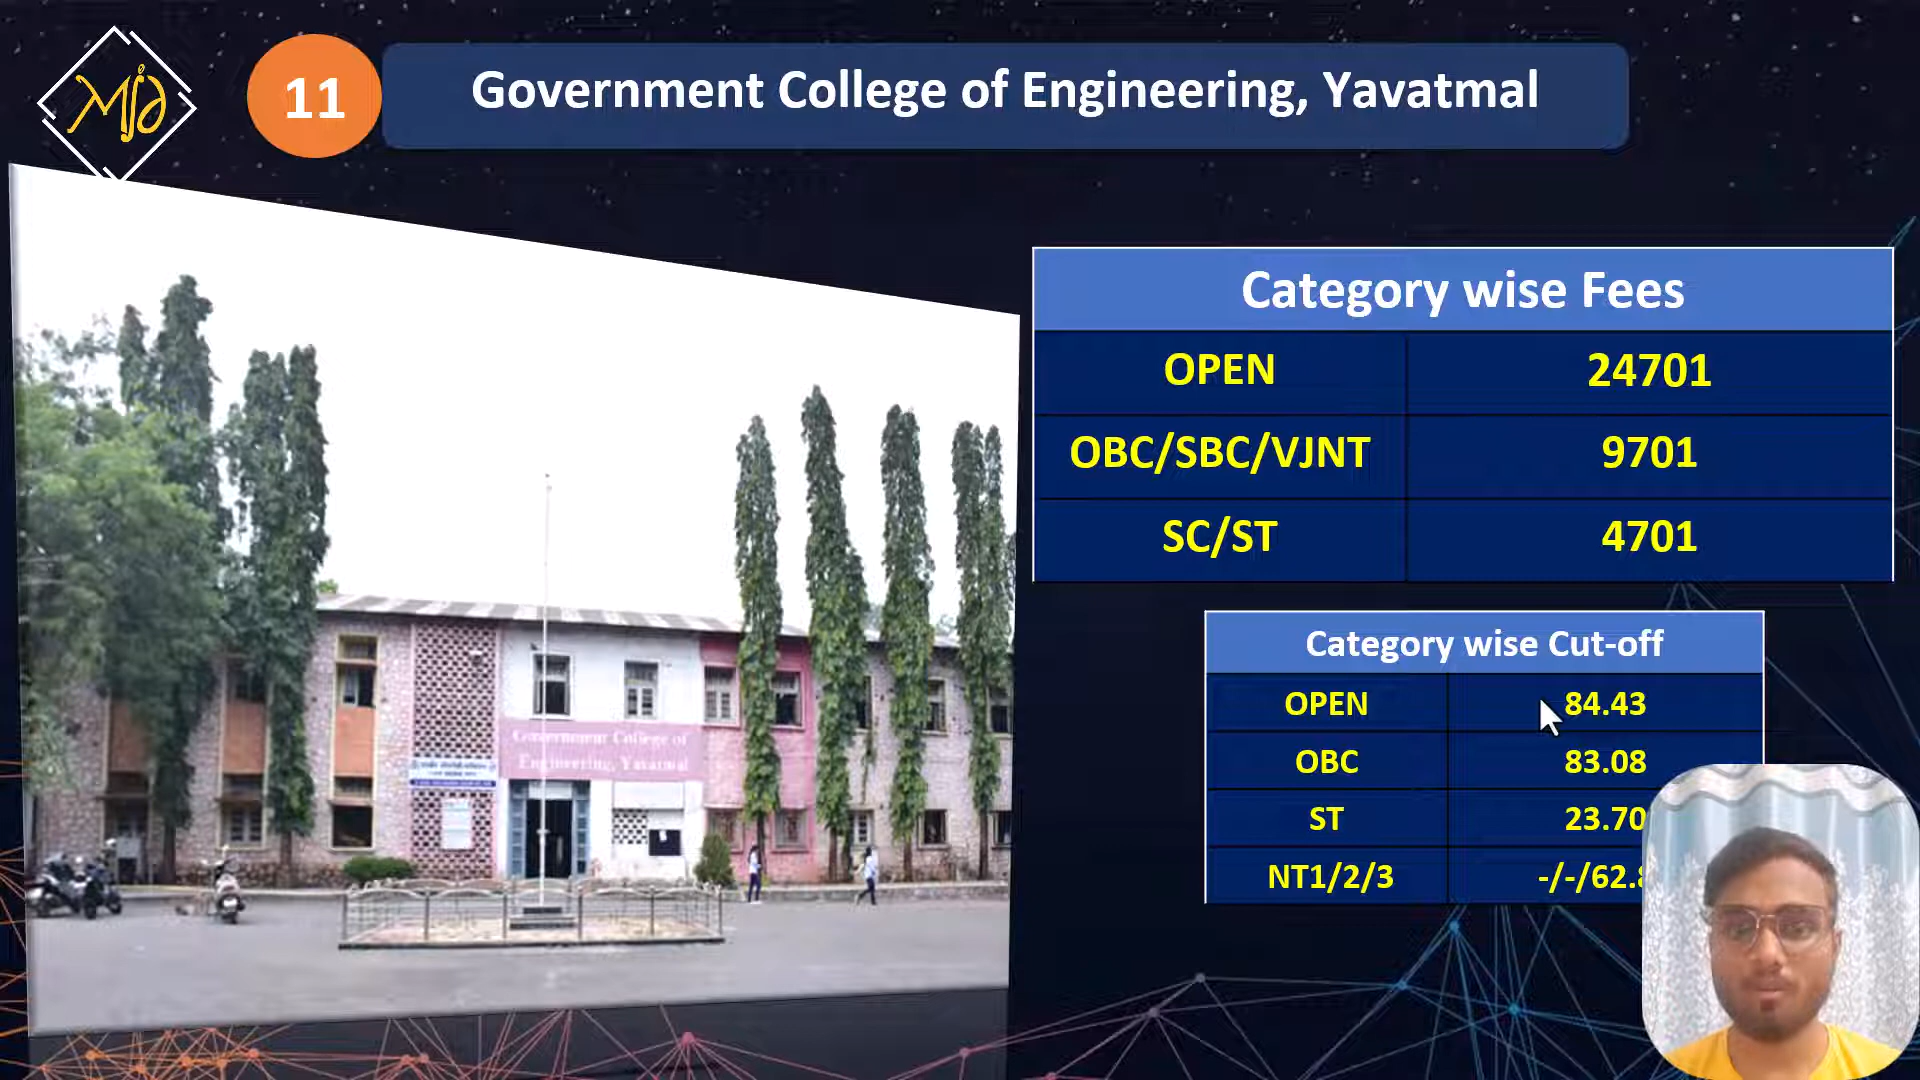 11
Government College of Engineering, Yavatmal
Government College of
Engineering, Yavatmal
Category wise Fees
OPEN 24701
OBC/SBC/VJNT 9701
SC/ST 4701
Category wise Cut-off
OPEN 84.43
OBC 83.08
ST 23.70
NT1/2/3 -/-/62.